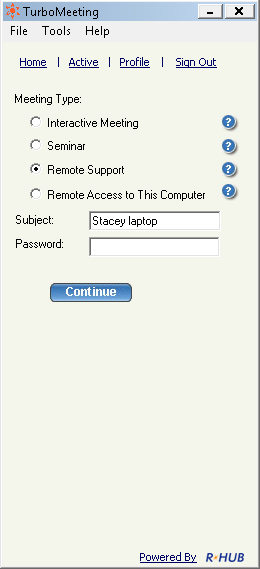 TurboMeeting
File Tools Help
Home | Active | Profile | Sign Out
Meeting Type:
Interactive Meeting ?
Seminar ?
Remote Support ?
Remote Access to This Computer ?
Subject: Stacey laptop
Password:
Continue
Powered By R-HUB